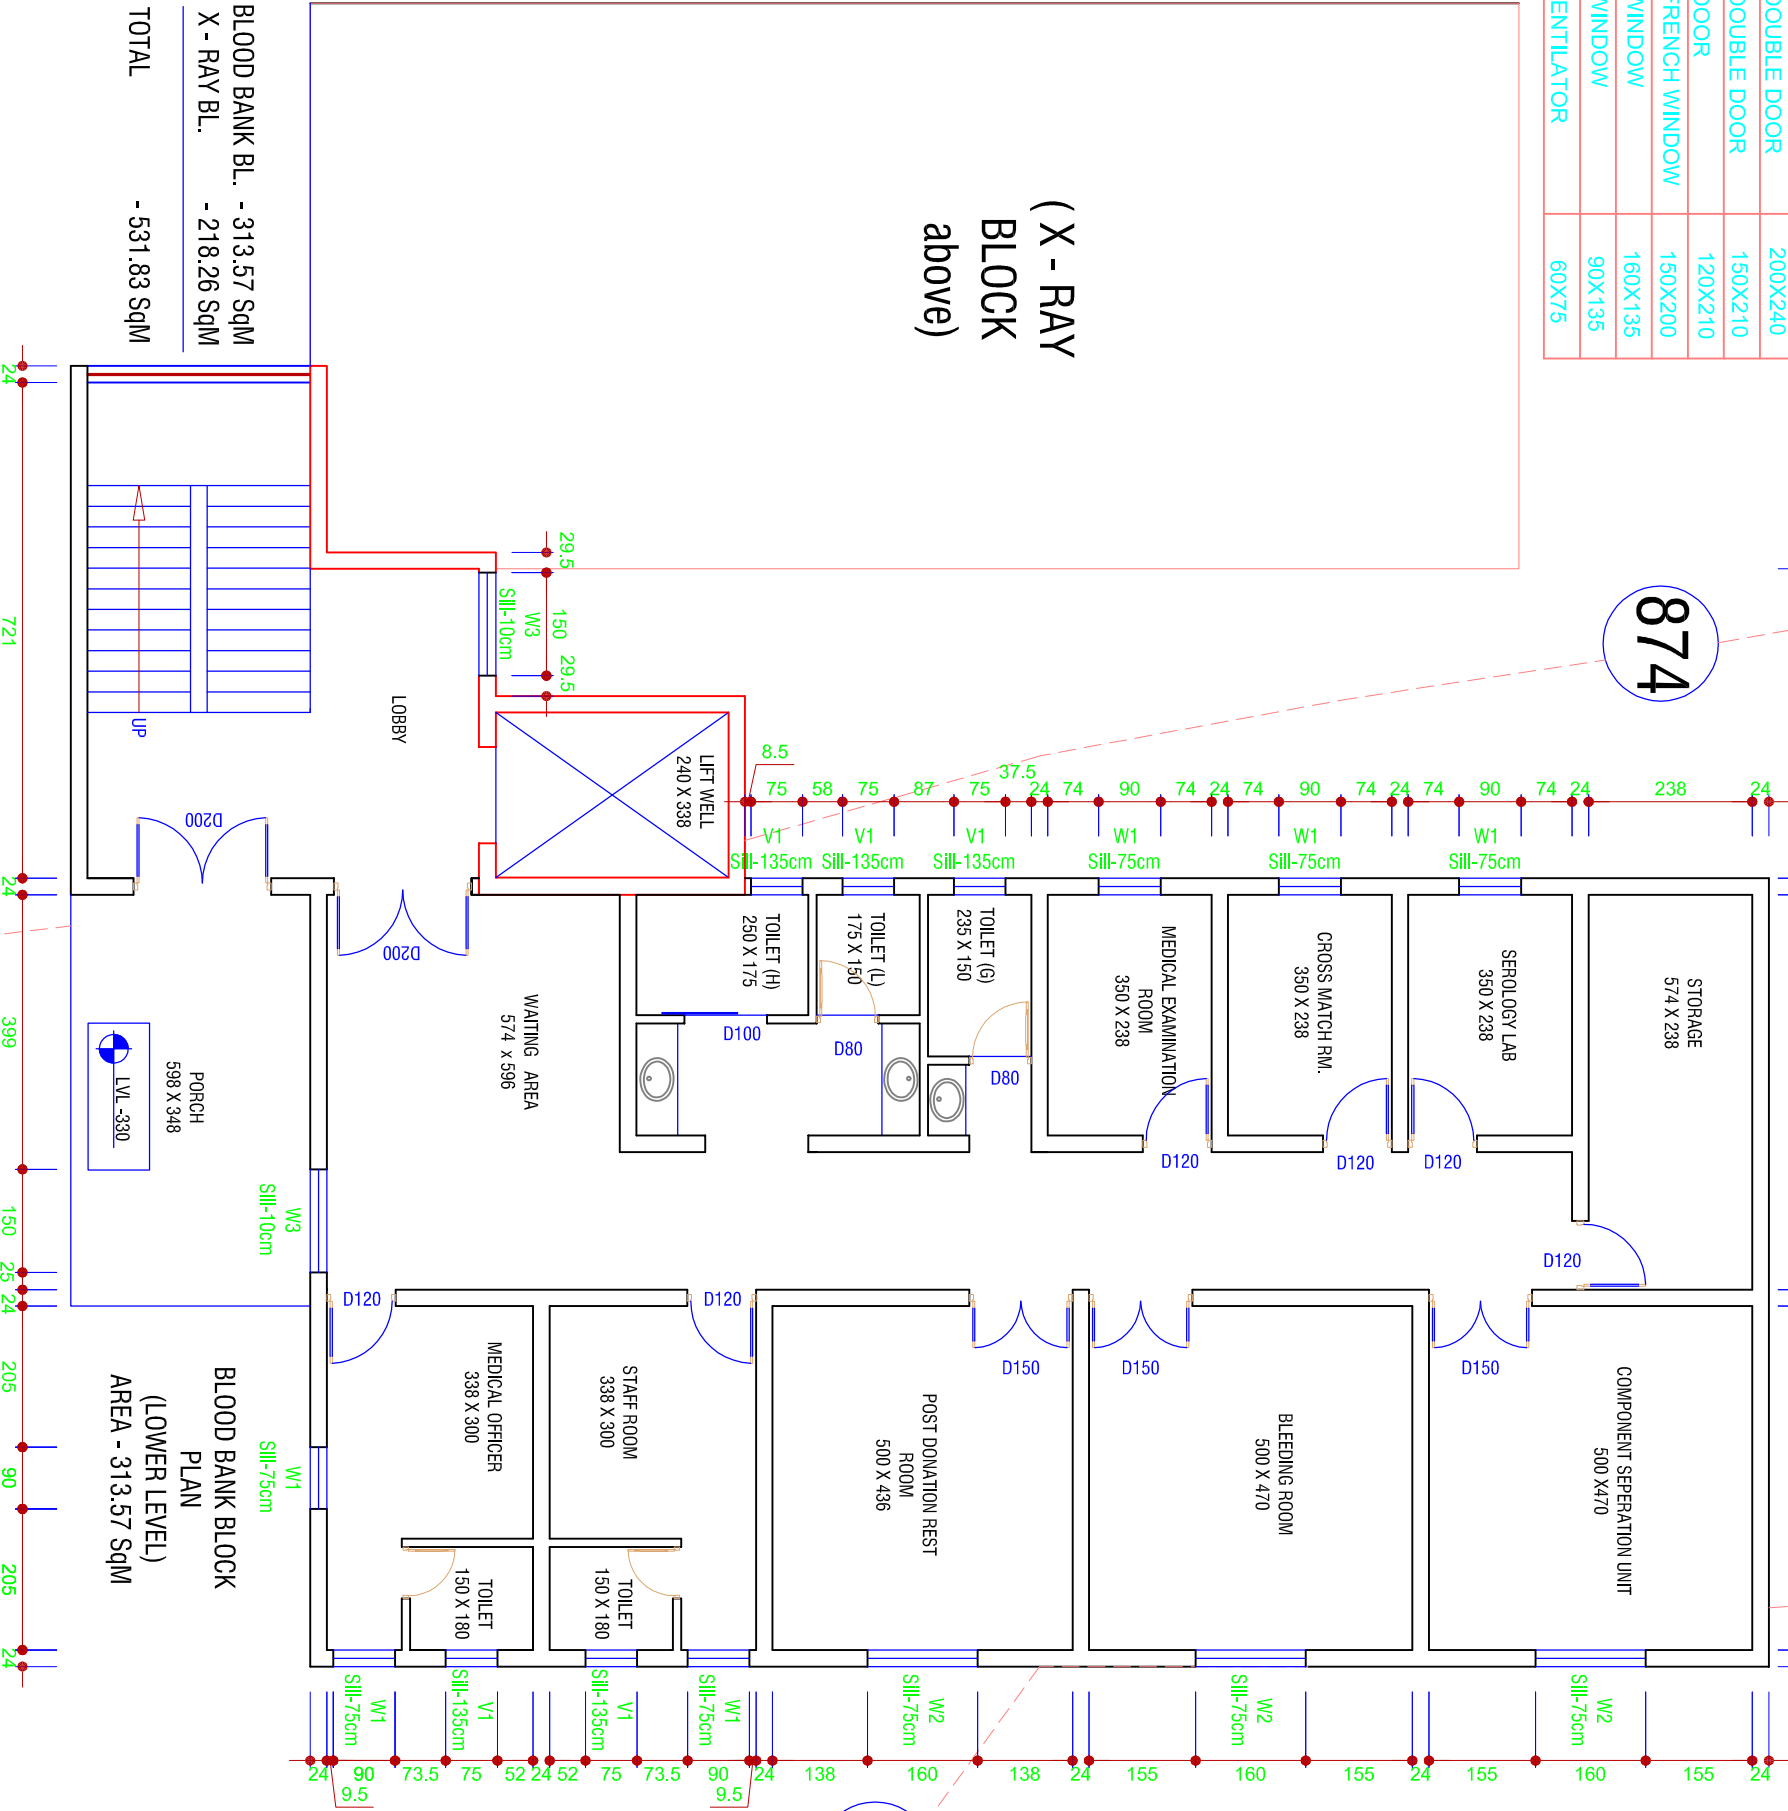 DOUBLE DOOR 200X240
DOUBLE DOOR 150X210
DOOR 120X210
FRENCH WINDOW 150X200
WINDOW 160X135
WINDOW 90X135
60X75
( X - RAY
BLOCK
above)
874
BLOOD BANK BL. - 313.57 SqM
X - RAY BL. - 218.26 SqM
TOTAL - 531.83 SqM
29.5
150
29.5
W3
Sill-10cm
LOBBY
UP
LIFT WELL
240 X 338
D200
D200
8.5
75 58 75 87 75 37.5 24 74 90 74 24 74 90 74 24 74 90 74 24 238 24
V1
Sill-135cm
V1
Sill-135cm
V1
Sill-135cm
W1
Sill-75cm
W1
Sill-75cm
W1
Sill-75cm
TOILET (H)
250 X 175
TOILET (L)
175 X 150
TOILET (G)
235 X 150
MEDICAL EXAMINATION
ROOM
350 X 238
CROSS MATCH RM.
350 X 238
SEROLOGY LAB
350 X 238
STORAGE
574 X 238
WAITING AREA
574 x 596
D100
D80
D80
D120
D120
D120
D120
PORCH
598 X 348
LVL -330
W3
Sill-10cm
D120
D120
D150
D150
D150
MEDICAL OFFICER
338 X 300
STAFF ROOM
338 X 300
POST DONATION REST
ROOM
500 X 436
BLEEDING ROOM
500 X 470
COMPONENT SEPERATION UNIT
500 X470
TOILET
150 X 180
TOILET
150 X 180
W1
Sill-75cm
BLOOD BANK BLOCK
PLAN
(LOWER LEVEL)
AREA - 313.57 SqM
24
721
24
399
150
25
24
205
90
205
24
W1
Sill-75cm
V1
Sill-135cm
V1
Sill-135cm
W1
Sill-75cm
W2
Sill-75cm
W2
Sill-75cm
W2
Sill-75cm
24 90 73.5 75 52 24 52 75 73.5 90 24 138 160 138 24 155 160 155 24 155 160 155 24
9.5
9.5